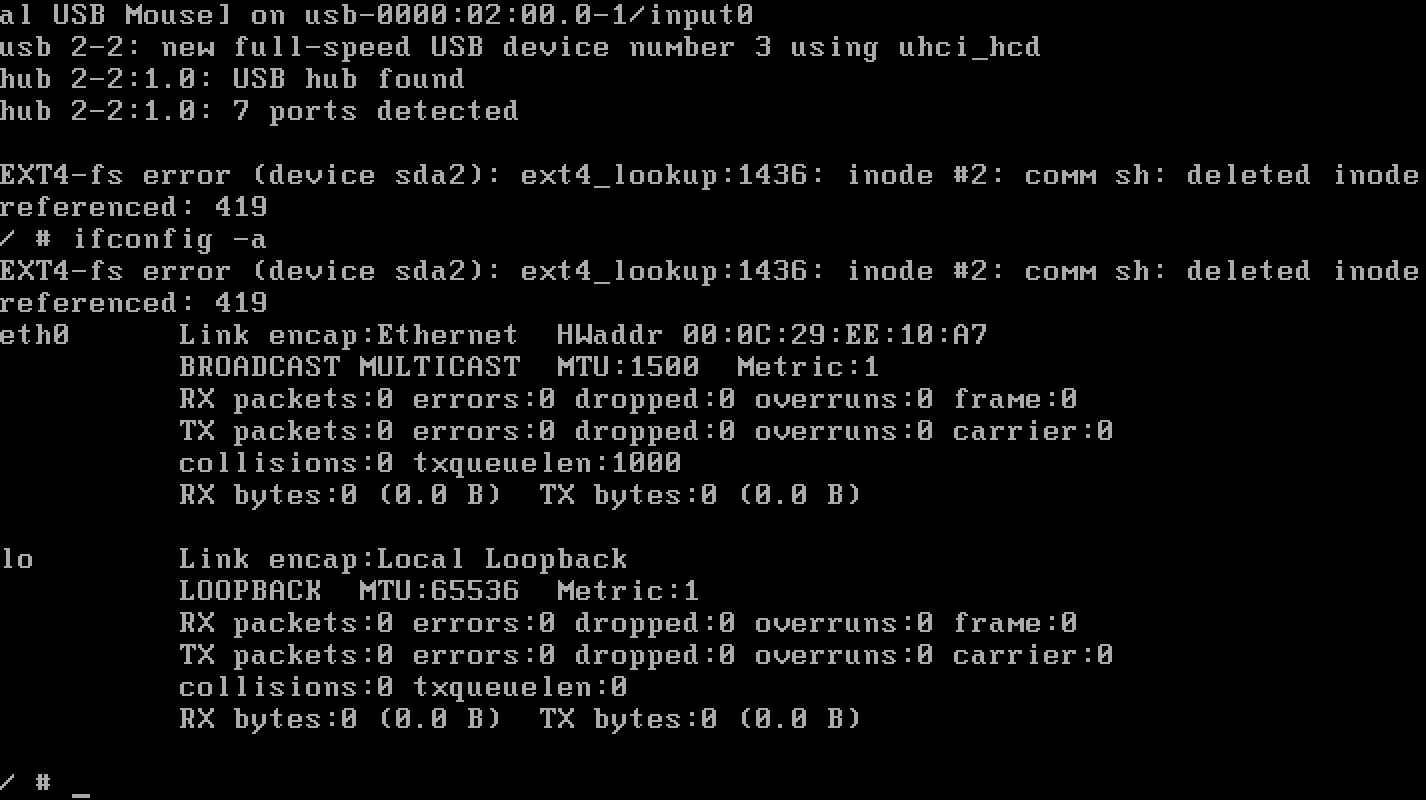 al USB Mouse] on usb-0000:02:00.0-1/input0
usb 2-2: new full-speed USB device number 3 using uhci_hcd
hub 2-2:1.0: USB hub found
hub 2-2:1.0: 7 ports detected
EXT4-fs error (device sda2): ext4_lookup:1436: inode #2: comm sh: deleted inode
referenced: 419
/ # ifconfig -a
EXT4-fs error (device sda2): ext4_lookup:1436: inode #2: comm sh: deleted inode
referenced: 419
eth0      Link encap:Ethernet  HWaddr 00:0C:29:EE:10:A7
          BROADCAST MULTICAST  MTU:1500  Metric:1
          RX packets:0 errors:0 dropped:0 overruns:0 frame:0
          TX packets:0 errors:0 dropped:0 overruns:0 carrier:0
          collisions:0 txqueuelen:1000
          RX bytes:0 (0.0 B)  TX bytes:0 (0.0 B)
lo        Link encap:Local Loopback
          LOOPBACK  MTU:65536  Metric:1
          RX packets:0 errors:0 dropped:0 overruns:0 frame:0
          TX packets:0 errors:0 dropped:0 overruns:0 carrier:0
          collisions:0 txqueuelen:0
          RX bytes:0 (0.0 B)  TX bytes:0 (0.0 B)
/ # _